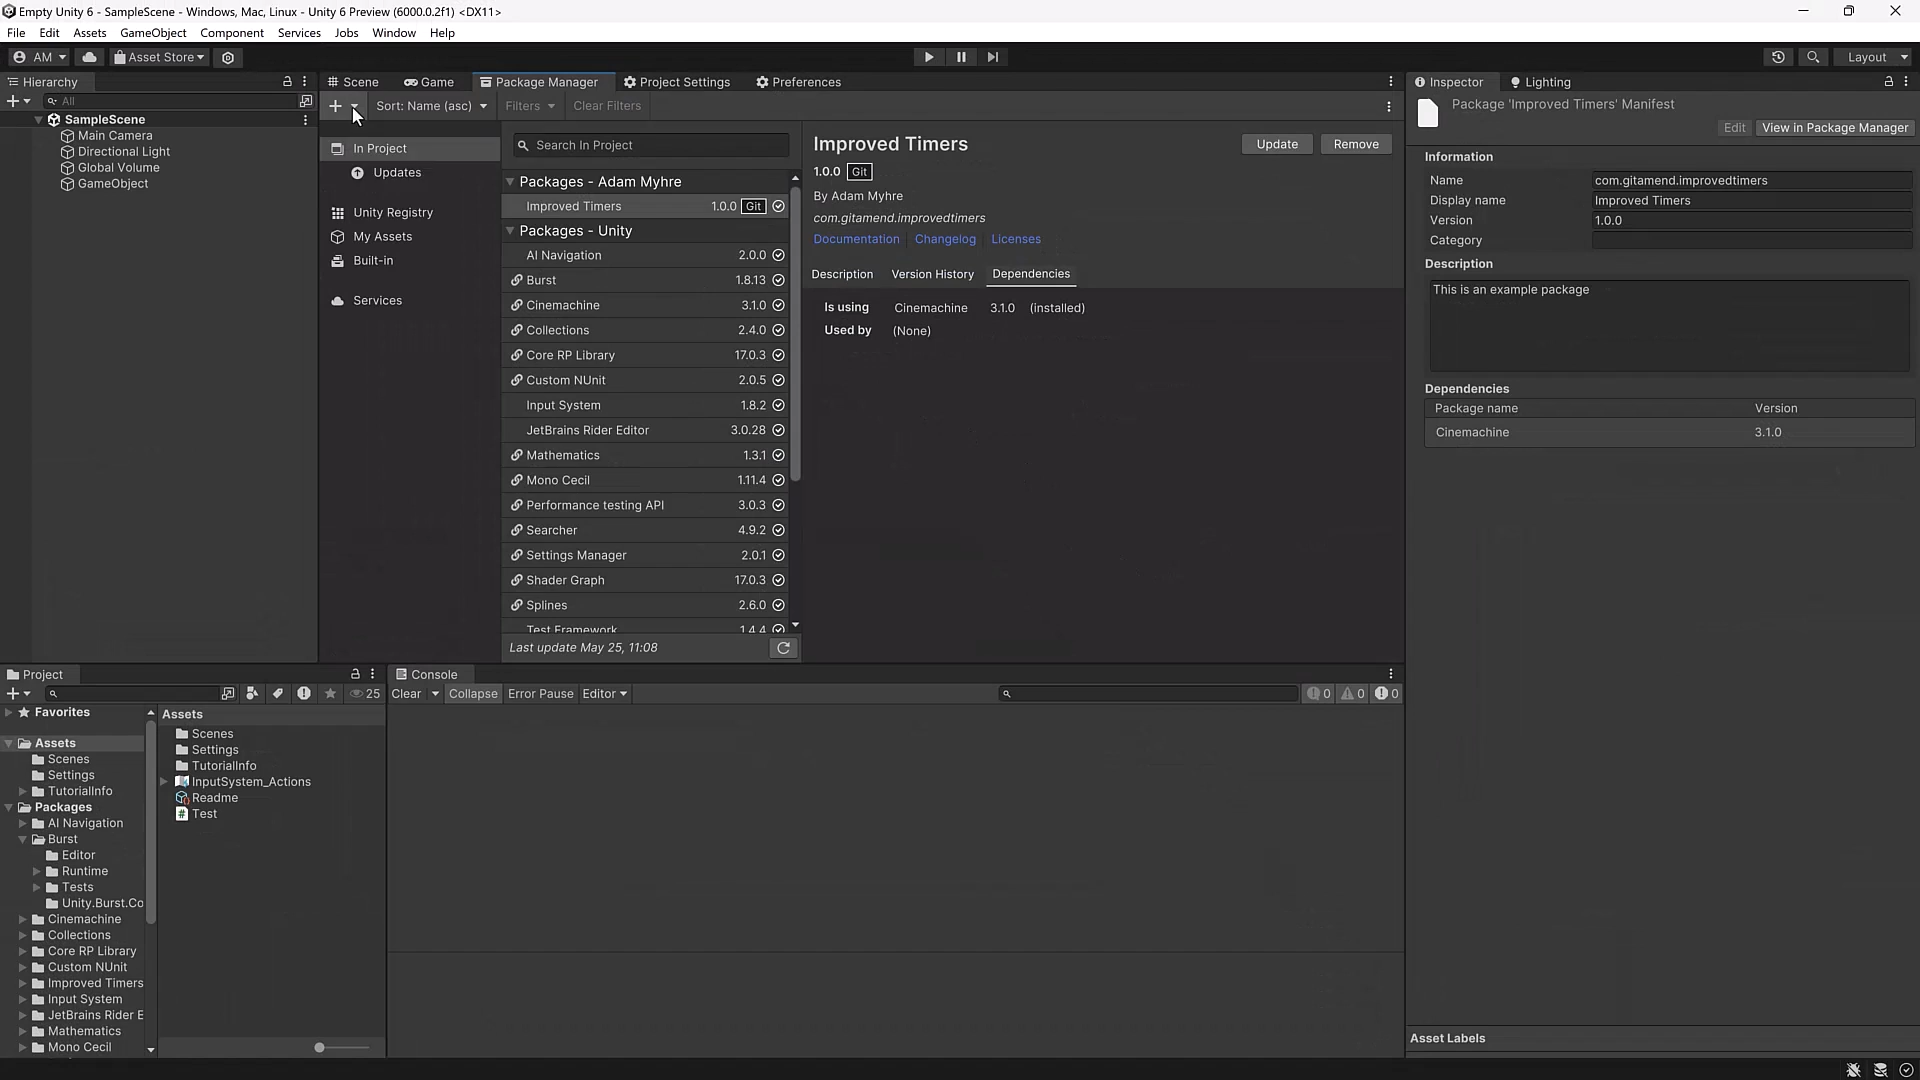 Empty Unity 6 - SampleScene - Windows, Mac, Linux - Unity 6 Preview (6000.0.2f1) <DX11>
File Edit Assets GameObject Component Services Jobs Window Help
AM Asset Store Layout
Hierarchy
All
SampleScene
Main Camera
Directional Light
Global Volume
GameObject
Scene Game Package Manager Project Settings Preferences
Sort: Name (asc) Filters Clear Filters
In Project
Updates
Unity Registry
My Assets
Built-in
Services
Search In Project
Packages - Adam Myhre
Improved Timers 1.0.0 Git
Packages - Unity
AI Navigation 2.0.0
Burst 1.8.13
Cinemachine 3.1.0
Collections 2.4.0
Core RP Library 17.0.3
Custom NUnit 2.0.5
Input System 1.8.2
JetBrains Rider Editor 3.0.28
Mathematics 1.3.1
Mono Cecil 1.11.4
Performance testing API 3.0.3
Searcher 4.9.2
Settings Manager 2.0.1
Shader Graph 17.0.3
Splines 2.6.0
Test Framework 1.4.4
Last update May 25, 11:08
Improved Timers Update Remove
1.0.0 Git
By Adam Myhre
com.gitamend.improvedtimers
Documentation Changelog Licenses
Description Version History Dependencies
Is using Cinemachine 3.1.0 (installed)
Used by (None)
Inspector Lighting
Package 'Improved Timers' Manifest
Edit View in Package Manager
Information
Name com.gitamend.improvedtimers
Display name Improved Timers
Version 1.0.0
Category
Description
This is an example package
Dependencies
Package name Version
Cinemachine 3.1.0
Asset Labels
Project
25
Favorites
Assets
Scenes
Settings
TutorialInfo
Packages
AI Navigation
Burst
Editor
Runtime
Tests
Unity.Burst.Co
Cinemachine
Collections
Core RP Library
Custom NUnit
Improved Timers
Input System
JetBrains Rider E
Mathematics
Mono Cecil
Assets
Scenes
Settings
TutorialInfo
InputSystem_Actions
Readme
Test
Console
Clear Collapse Error Pause Editor 0 0 0